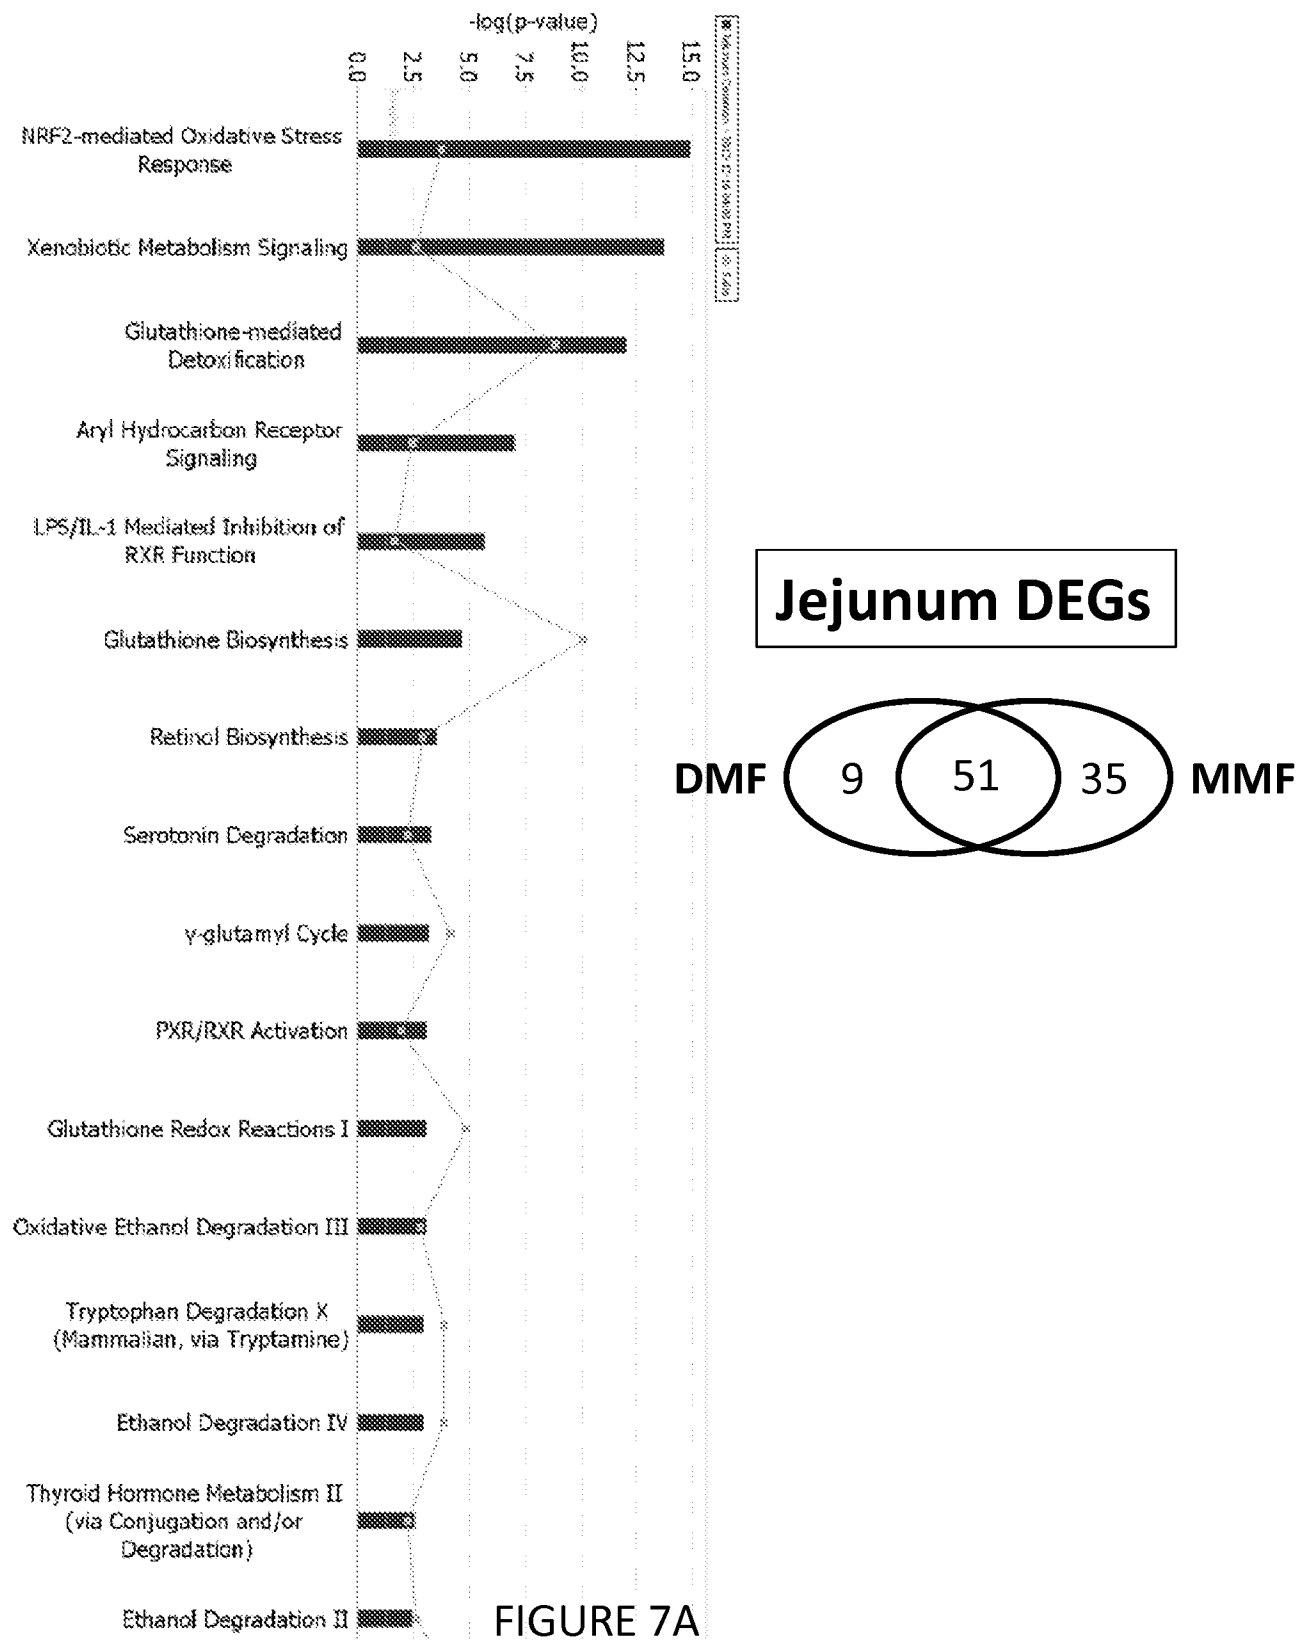 -log(p-value)
0.0
2.5
5.0
7.5
10.0
12.5
15.0
NRF2-mediated Oxidative Stress
Response
Xenobiotic Metabolism Signaling
Glutathione-mediated
Detoxification
Aryl Hydrocarbon Receptor
Signaling
LPS/IL-1 Mediated Inhibition of
RXR Function
Glutathione Biosynthesis
Retinol Biosynthesis
Serotonin Degradation
γ-glutamyl Cycle
PXR/RXR Activation
Glutathione Redox Reactions I
Oxidative Ethanol Degradation III
Tryptophan Degradation X
(Mammalian, via Tryptamine)
Ethanol Degradation IV
Thyroid Hormone Metabolism II
(via Conjugation and/or
Degradation)
Ethanol Degradation II
Jejunum DEGs
DMF 9 51 35 MMF
FIGURE 7A